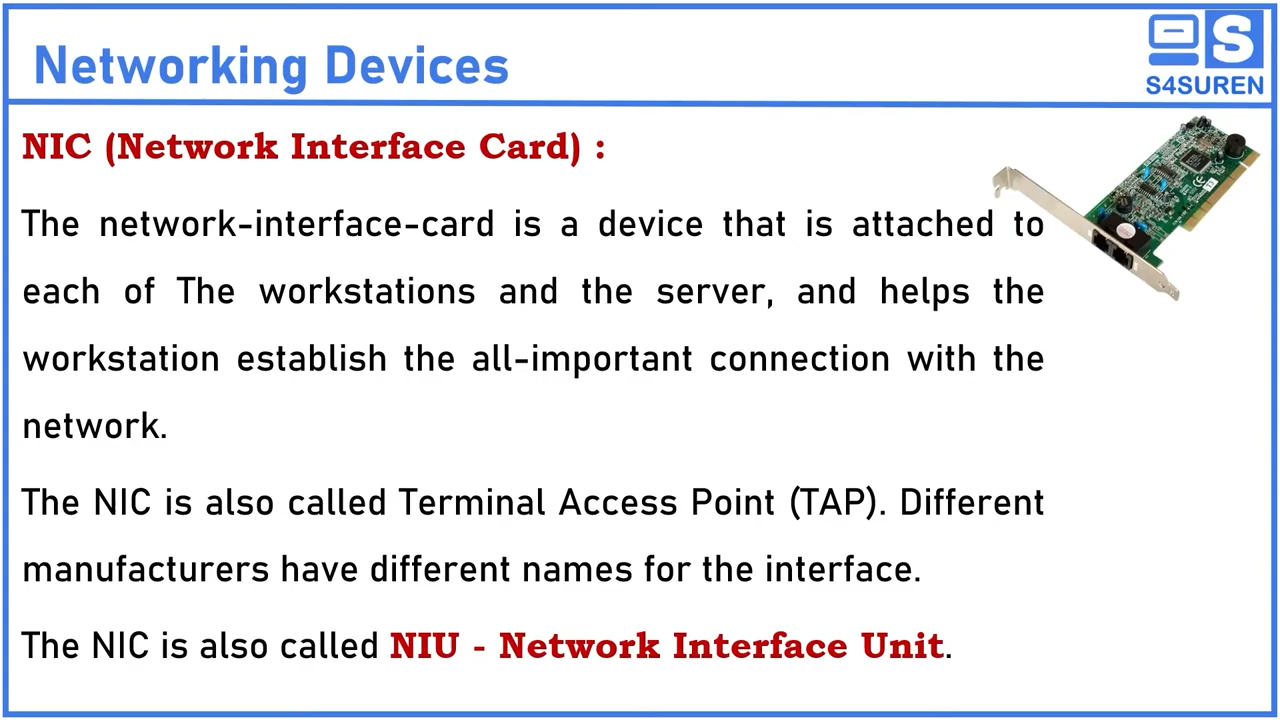 Networking Devices
S
S4SUREN
NIC (Network Interface Card) :
The network-interface-card is a device that is attached to
each of The workstations and the server, and helps the
workstation establish the all-important connection with the
network.
The NIC is also called Terminal Access Point (TAP). Different
manufacturers have different names for the interface.
The NIC is also called NIU - Network Interface Unit.